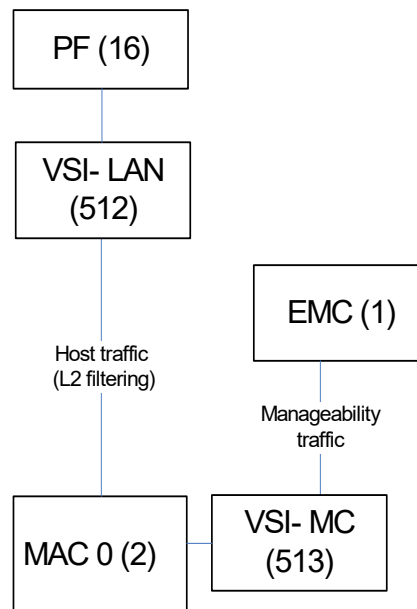 PF (16)
VSI- LAN
(512)
EMC (1)
Host traffic
(L2 filtering)
Manageability
traffic
MAC 0 (2)
VSI- MC
(513)